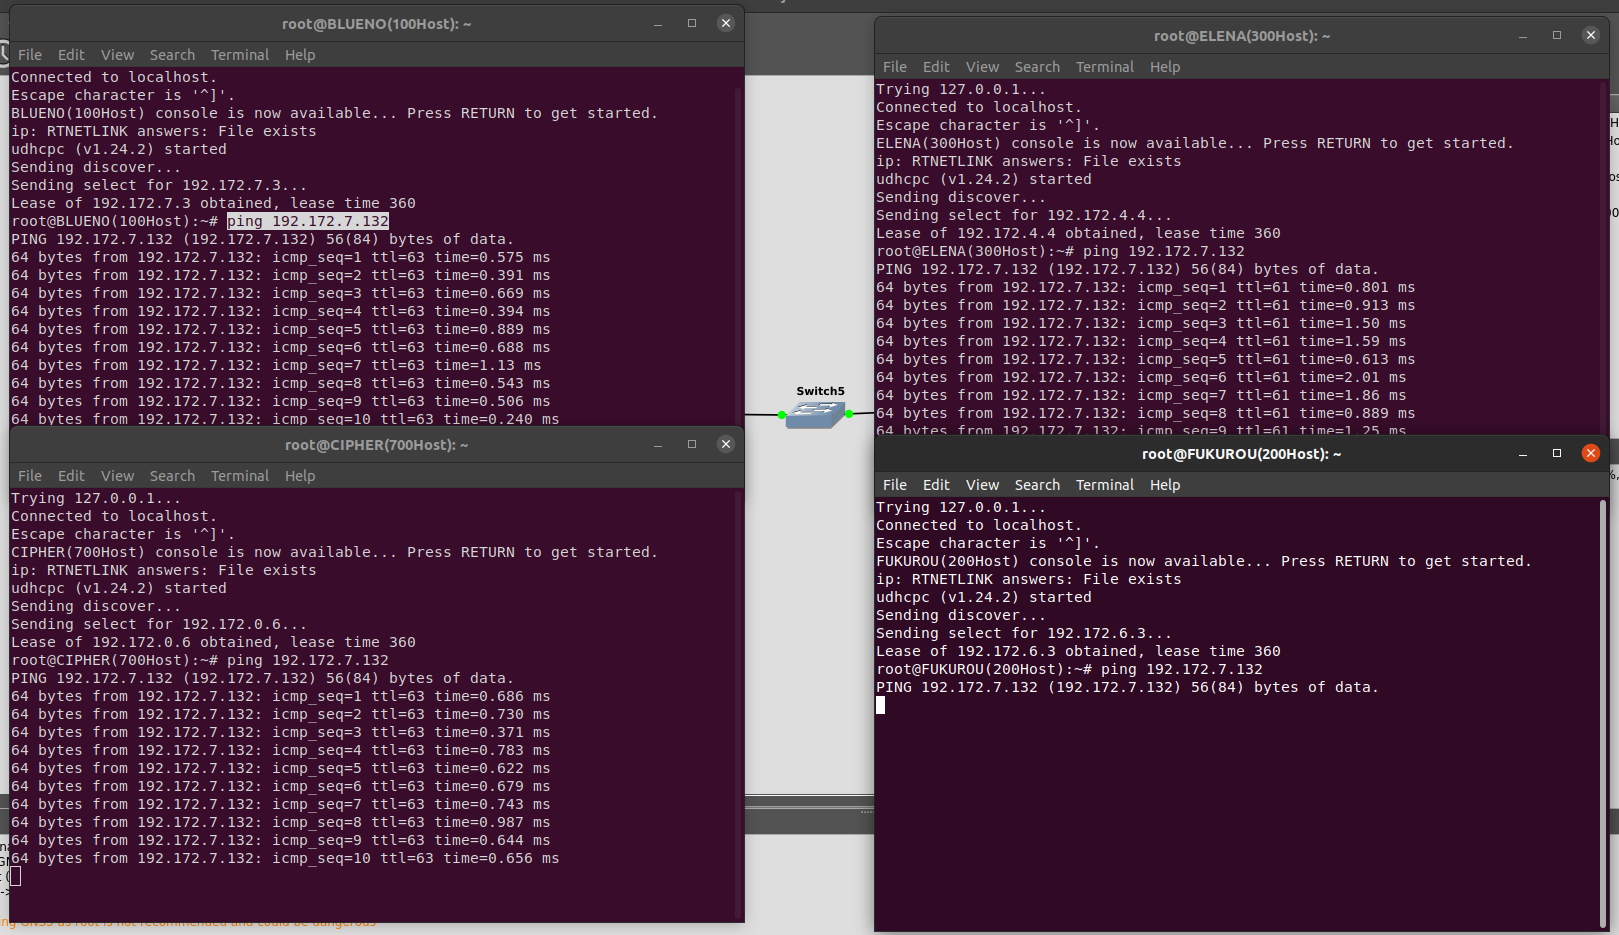 root@BLUENO(100Host): ~
File Edit View Search Terminal Help
Connected to localhost.
Escape character is '^]'.
BLUENO(100Host) console is now available... Press RETURN to get started.
ip: RTNETLINK answers: File exists
udhcpc (v1.24.2) started
Sending discover...
Sending select for 192.172.7.3...
Lease of 192.172.7.3 obtained, lease time 360
root@BLUENO(100Host):~# ping 192.172.7.132
PING 192.172.7.132 (192.172.7.132) 56(84) bytes of data.
64 bytes from 192.172.7.132: icmp_seq=1 ttl=63 time=0.575 ms
64 bytes from 192.172.7.132: icmp_seq=2 ttl=63 time=0.391 ms
64 bytes from 192.172.7.132: icmp_seq=3 ttl=63 time=0.669 ms
64 bytes from 192.172.7.132: icmp_seq=4 ttl=63 time=0.394 ms
64 bytes from 192.172.7.132: icmp_seq=5 ttl=63 time=0.889 ms
64 bytes from 192.172.7.132: icmp_seq=6 ttl=63 time=0.688 ms
64 bytes from 192.172.7.132: icmp_seq=7 ttl=63 time=1.13 ms
64 bytes from 192.172.7.132: icmp_seq=8 ttl=63 time=0.543 ms
64 bytes from 192.172.7.132: icmp_seq=9 ttl=63 time=0.506 ms
64 bytes from 192.172.7.132: icmp_seq=10 ttl=63 time=0.240 ms
root@ELENA(300Host): ~
File Edit View Search Terminal Help
Trying 127.0.0.1...
Connected to localhost.
Escape character is '^]'.
ELENA(300Host) console is now available... Press RETURN to get started.
ip: RTNETLINK answers: File exists
udhcpc (v1.24.2) started
Sending discover...
Sending select for 192.172.4.4...
Lease of 192.172.4.4 obtained, lease time 360
root@ELENA(300Host):~# ping 192.172.7.132
PING 192.172.7.132 (192.172.7.132) 56(84) bytes of data.
64 bytes from 192.172.7.132: icmp_seq=1 ttl=61 time=0.801 ms
64 bytes from 192.172.7.132: icmp_seq=2 ttl=61 time=0.913 ms
64 bytes from 192.172.7.132: icmp_seq=3 ttl=61 time=1.50 ms
64 bytes from 192.172.7.132: icmp_seq=4 ttl=61 time=1.59 ms
64 bytes from 192.172.7.132: icmp_seq=5 ttl=61 time=0.613 ms
64 bytes from 192.172.7.132: icmp_seq=6 ttl=61 time=2.01 ms
64 bytes from 192.172.7.132: icmp_seq=7 ttl=61 time=1.86 ms
64 bytes from 192.172.7.132: icmp_seq=8 ttl=61 time=0.889 ms
64 bytes from 192.172.7.132: icmp_seq=9 ttl=61 time=1.25 ms
Switch5
root@CIPHER(700Host): ~
File Edit View Search Terminal Help
Trying 127.0.0.1...
Connected to localhost.
Escape character is '^]'.
CIPHER(700Host) console is now available... Press RETURN to get started.
ip: RTNETLINK answers: File exists
udhcpc (v1.24.2) started
Sending discover...
Sending select for 192.172.0.6...
Lease of 192.172.0.6 obtained, lease time 360
root@CIPHER(700Host):~# ping 192.172.7.132
PING 192.172.7.132 (192.172.7.132) 56(84) bytes of data.
64 bytes from 192.172.7.132: icmp_seq=1 ttl=63 time=0.686 ms
64 bytes from 192.172.7.132: icmp_seq=2 ttl=63 time=0.730 ms
64 bytes from 192.172.7.132: icmp_seq=3 ttl=63 time=0.371 ms
64 bytes from 192.172.7.132: icmp_seq=4 ttl=63 time=0.783 ms
64 bytes from 192.172.7.132: icmp_seq=5 ttl=63 time=0.622 ms
64 bytes from 192.172.7.132: icmp_seq=6 ttl=63 time=0.679 ms
64 bytes from 192.172.7.132: icmp_seq=7 ttl=63 time=0.743 ms
64 bytes from 192.172.7.132: icmp_seq=8 ttl=63 time=0.987 ms
64 bytes from 192.172.7.132: icmp_seq=9 ttl=63 time=0.644 ms
64 bytes from 192.172.7.132: icmp_seq=10 ttl=63 time=0.656 ms
root@FUKUROU(200Host): ~
File Edit View Search Terminal Help
Trying 127.0.0.1...
Connected to localhost.
Escape character is '^]'.
FUKUROU(200Host) console is now available... Press RETURN to get started.
ip: RTNETLINK answers: File exists
udhcpc (v1.24.2) started
Sending discover...
Sending select for 192.172.6.3...
Lease of 192.172.6.3 obtained, lease time 360
root@FUKUROU(200Host):~# ping 192.172.7.132
PING 192.172.7.132 (192.172.7.132) 56(84) bytes of data.